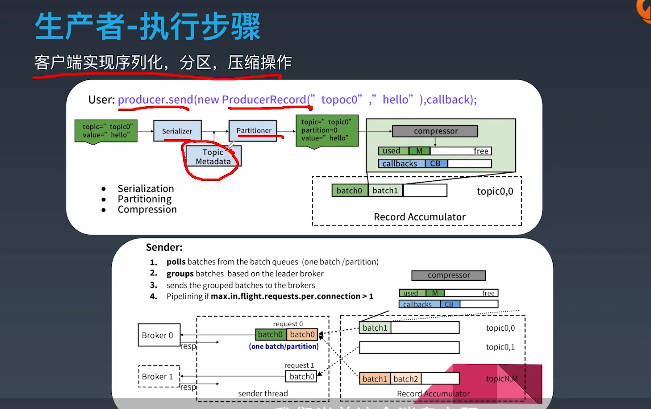 生产者-执行步骤
客户端实现序列化，分区，压缩操作
User: producer.send(new ProducerRecord("topoc0","hello"),callback);
topic="topic0"
value="hello"
Serializer
Partitioner
topic="topic0"
partition=0
value="hello"
compressor
Topic
Metadata
used M free
callbacks CB
• Serialization
• Partitioning
• Compression
batch0 batch1 topic0,0
Record Accumulator
Sender:
1. polls batches from the batch queues (one batch /partition)
2. groups batches based on the leader broker
3. sends the grouped batches to the brokers
4. Pipelining if max.in.flight.requests.per.connection > 1
compressor
used M free
callbacks CB
request 0
Broker 0 batch0 batch0 batch1 topic0,0
resp
(one batch/partition)
topic0,1
request 1
Broker 1 batch0 batch1 batch2 topicN,M
resp
sender thread
Record Accumulator